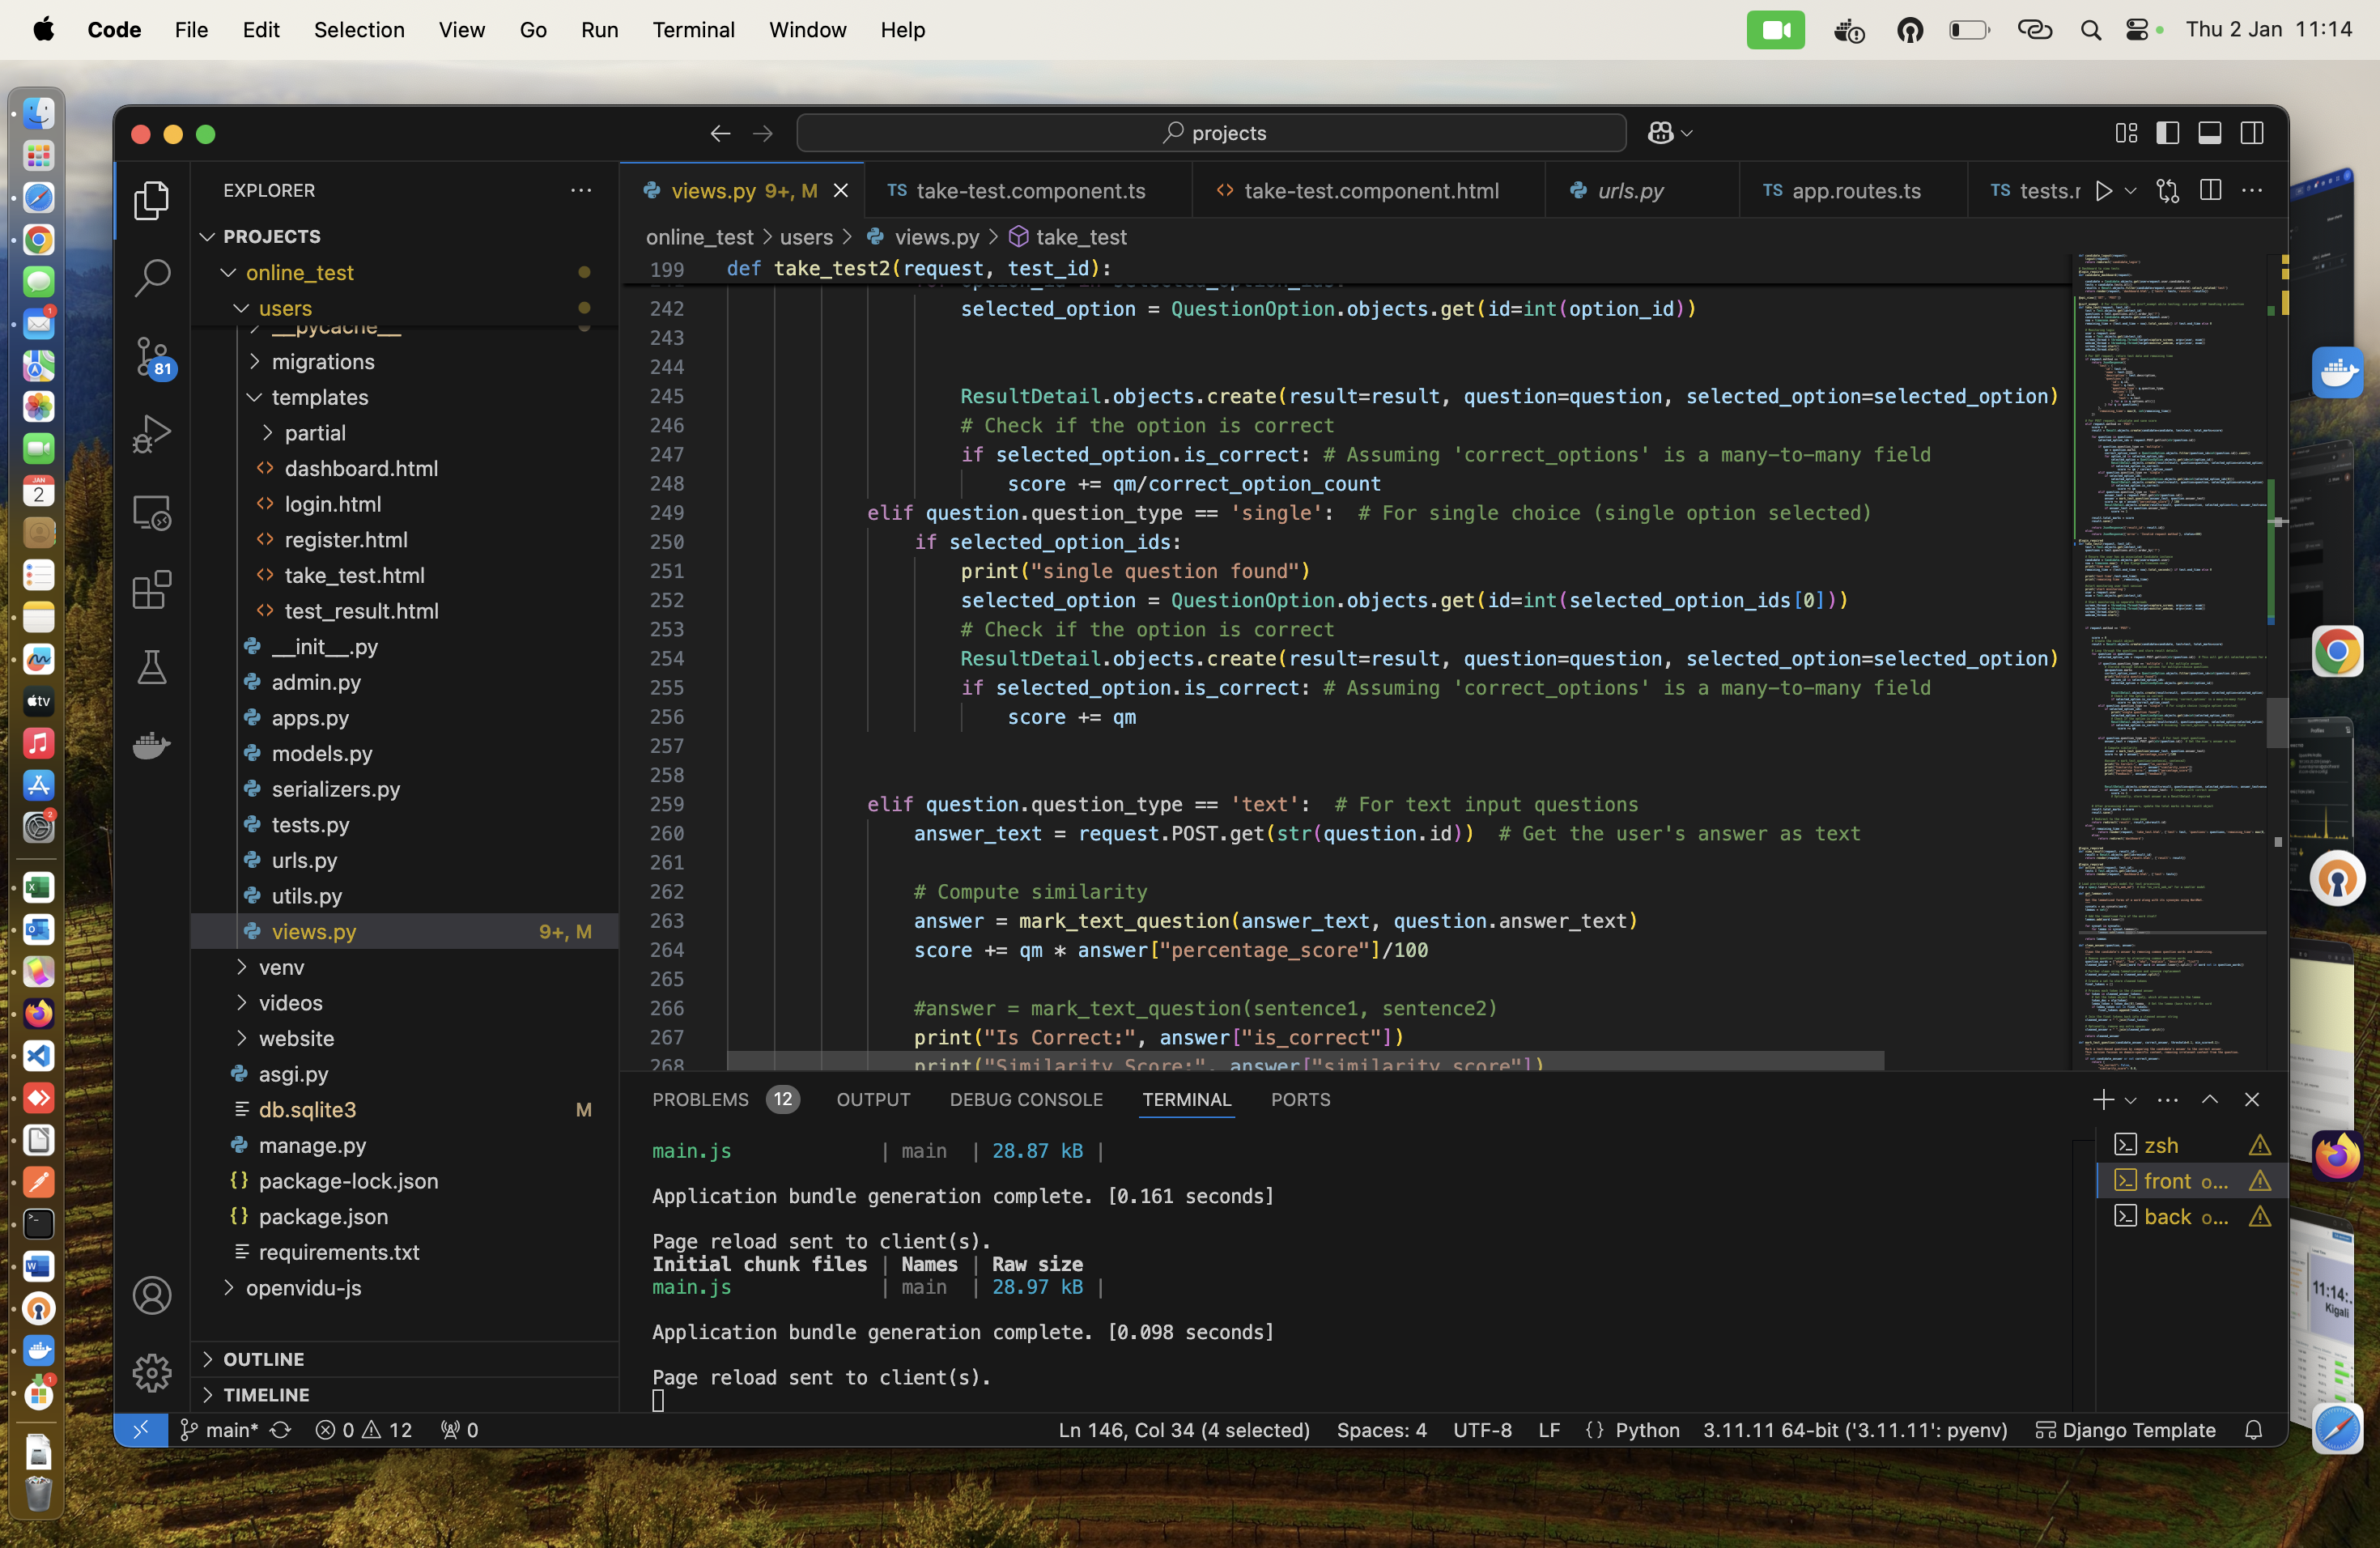 Code File Edit Selection View Go Run Terminal Window Help Thu 2 Jan 11:14
projects
EXPLORER
views.py 9+, M
TS take-test.component.ts
take-test.component.html
urls.py
TS app.routes.ts
TS tests.r
PROJECTS
online_test
users
__pycache__
migrations
templates
partial
dashboard.html
login.html
register.html
take_test.html
test_result.html
__init__.py
admin.py
apps.py
models.py
serializers.py
tests.py
urls.py
utils.py
views.py 9+, M
venv
videos
website
asgi.py
db.sqlite3 M
manage.py
{} package-lock.json
{} package.json
requirements.txt
openvidu-js
OUTLINE
TIMELINE
81
online_test > users > views.py > take_test
199 def take_test2(request, test_id):
242 selected_option = QuestionOption.objects.get(id=int(option_id))
243
244
245 ResultDetail.objects.create(result=result, question=question, selected_option=selected_option)
246 # Check if the option is correct
247 if selected_option.is_correct: # Assuming 'correct_options' is a many-to-many field
248 score += qm/correct_option_count
249 elif question.question_type == 'single':  # For single choice (single option selected)
250 if selected_option_ids:
251 print("single question found")
252 selected_option = QuestionOption.objects.get(id=int(selected_option_ids[0]))
253 # Check if the option is correct
254 ResultDetail.objects.create(result=result, question=question, selected_option=selected_option)
255 if selected_option.is_correct: # Assuming 'correct_options' is a many-to-many field
256 score += qm
257
258
259 elif question.question_type == 'text':  # For text input questions
260 answer_text = request.POST.get(str(question.id))  # Get the user's answer as text
261
262 # Compute similarity
263 answer = mark_text_question(answer_text, question.answer_text)
264 score += qm * answer["percentage_score"]/100
265
266 #answer = mark_text_question(sentence1, sentence2)
267 print("Is Correct:", answer["is_correct"])
268 print("Similarity Score:", answer["similarity_score"])
PROBLEMS 12 OUTPUT DEBUG CONSOLE TERMINAL PORTS
main.js | main | 28.87 kB |
Application bundle generation complete. [0.161 seconds]
Page reload sent to client(s).
Initial chunk files | Names | Raw size
main.js | main | 28.97 kB |
Application bundle generation complete. [0.098 seconds]
Page reload sent to client(s).
zsh
front o...
back o...
main* 0 12 0 Ln 146, Col 34 (4 selected) Spaces: 4 UTF-8 LF {} Python 3.11.11 64-bit ('3.11.11': pyenv) Django Template
JAN
2
tv
11:14:
Kigali